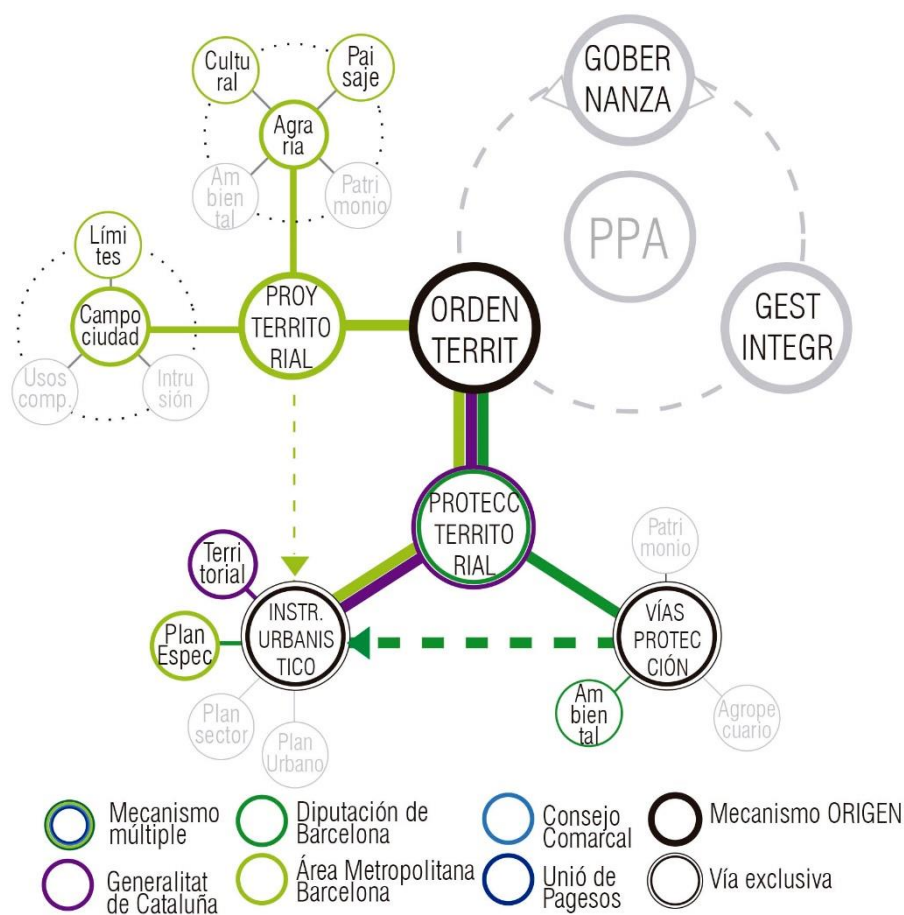 Cultu
ral
Pai
saje
Agra
ria
Am
bien
tal
Patri
monio
GOBER
NANZA
PPA
Lími
tes
Campo
ciudad
Usos
comp.
Intru
sión
PROY
TERRITO
RIAL
ORDEN
TERRIT
GEST
INTEGR
PROTECC
TERRITO
RIAL
Terri
torial
Plan
Espec
INSTR.
URBANIS
TICO
Plan
sector
Plan
Urbano
Patri
monio
VÍAS
PROTEC
CIÓN
Am
bien
tal
Agrope
cuario
Mecanismo
múltiple
Diputación de
Barcelona
Consejo
Comarcal
Mecanismo ORIGEN
Generalitat
de Cataluña
Área Metropolitana
Barcelona
Unió de
Pagesos
Vía exclusiva